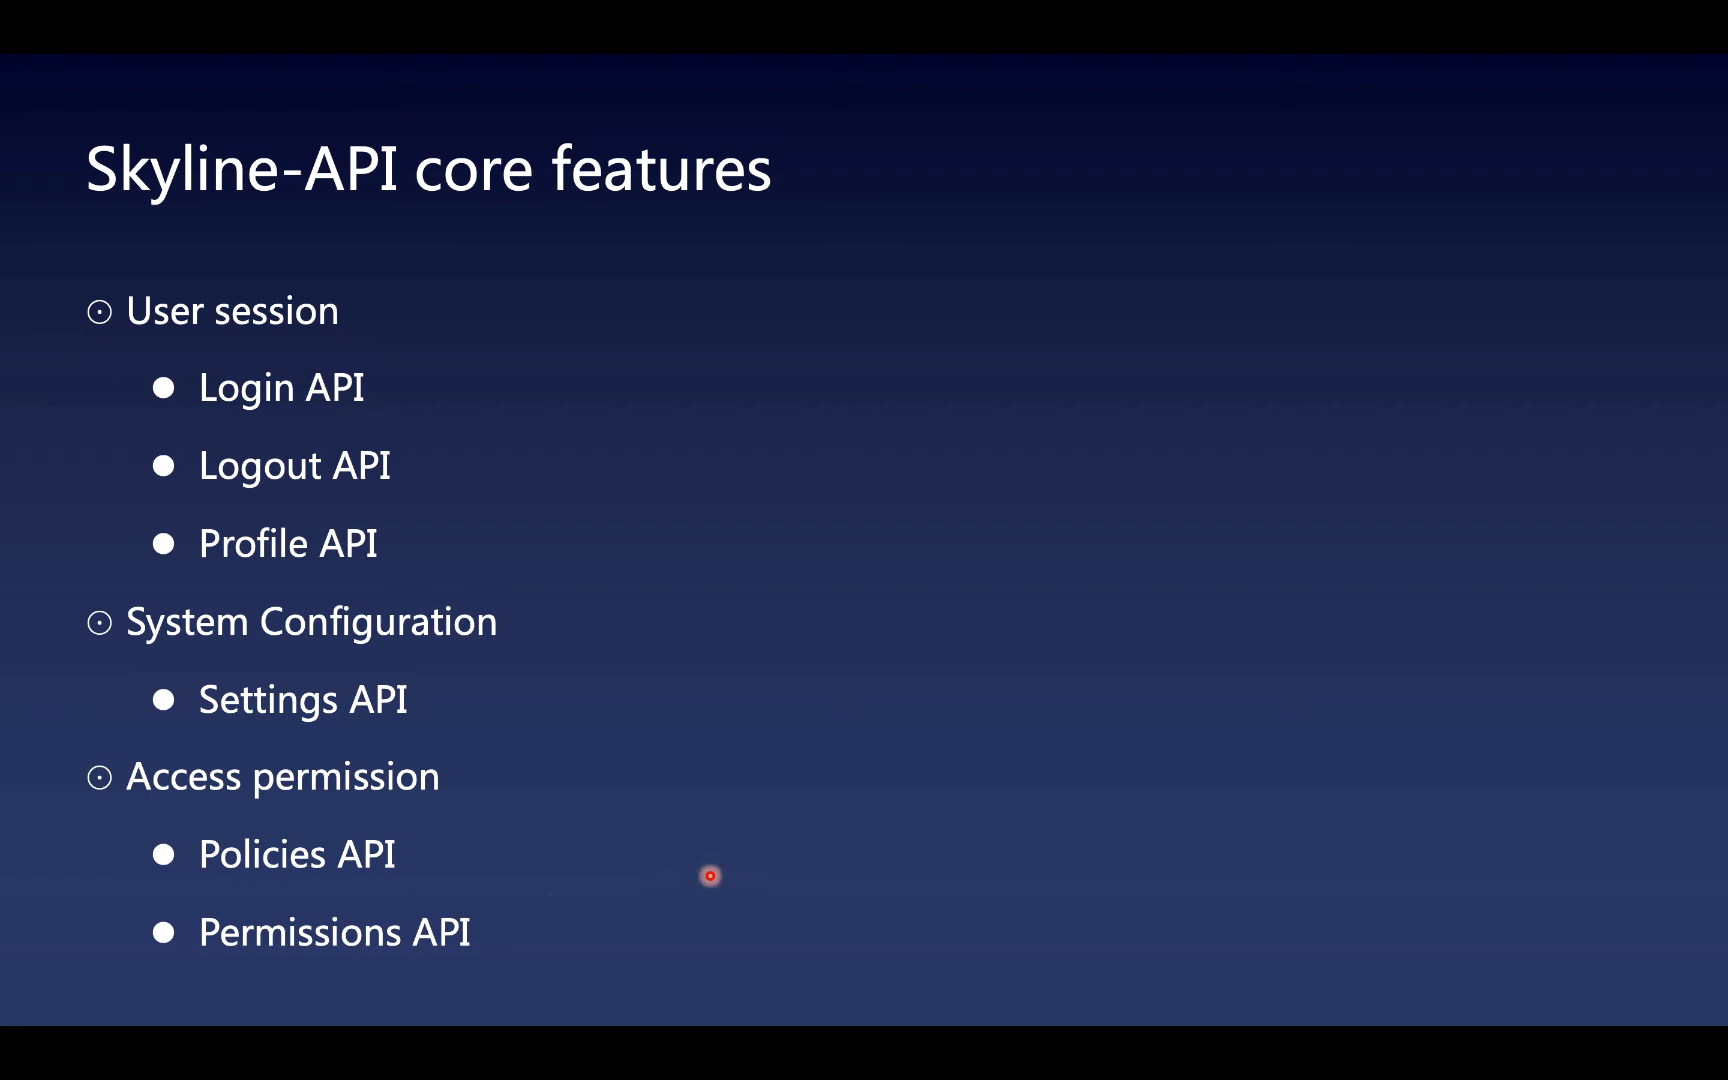 Skyline-API core features
⊙ User session
● Login API
● Logout API
● Profile API
⊙ System Configuration
● Settings API
⊙ Access permission
● Policies API
● Permissions API